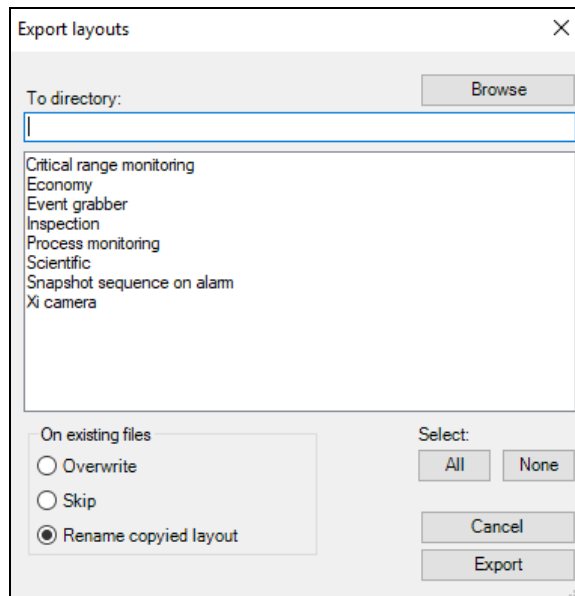 Export layouts
Browse
To directory:
Critical range monitoring
Economy
Event grabber
Inspection
Process monitoring
Scientific
Snapshot sequence on alarm
Xi camera
On existing files
Overwrite
Skip
Rename copyied layout
Select:
All None
Cancel
Export